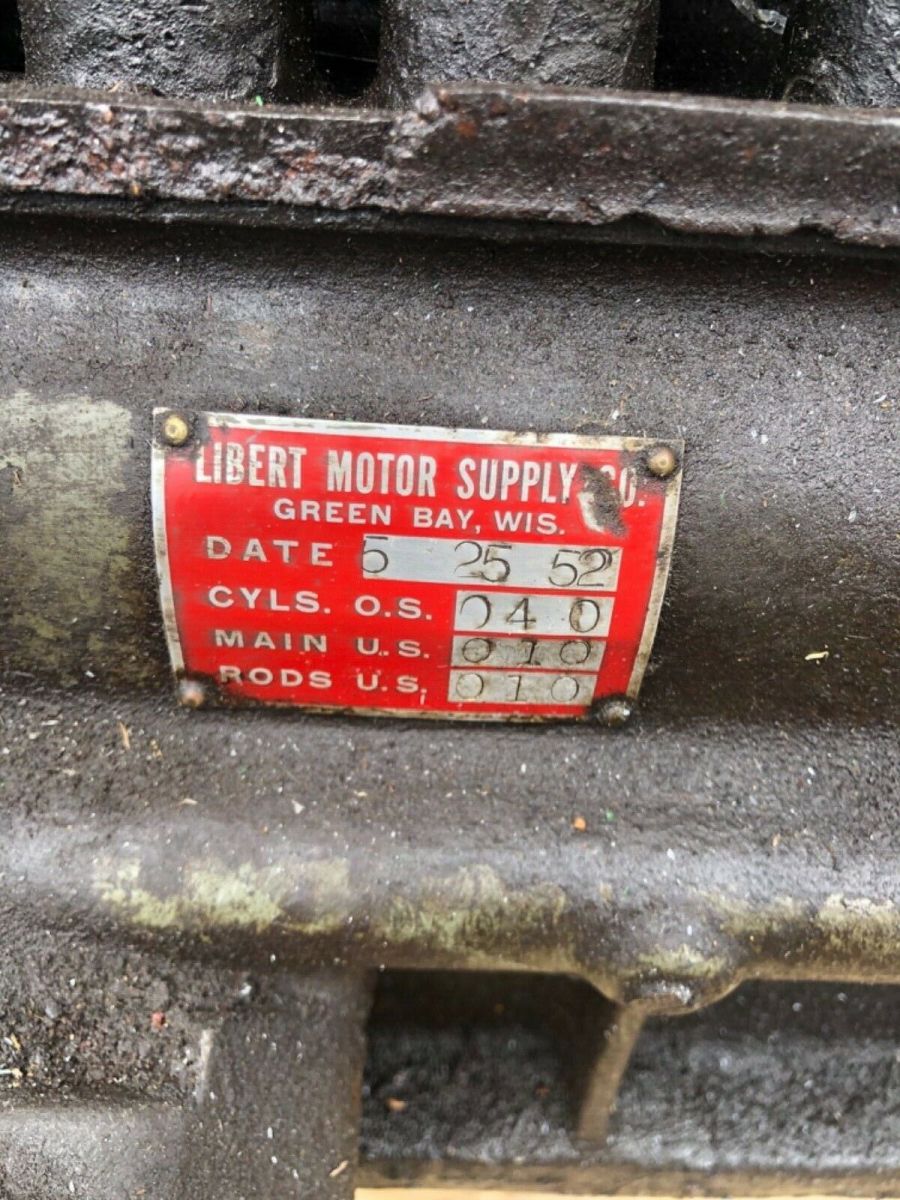 LIBERT MOTOR SUPPLY CO.
GREEN BAY, WIS.
DATE 5 25 52
CYLS. O.S. 040
MAIN U.S. 010
RODS U.S. 010